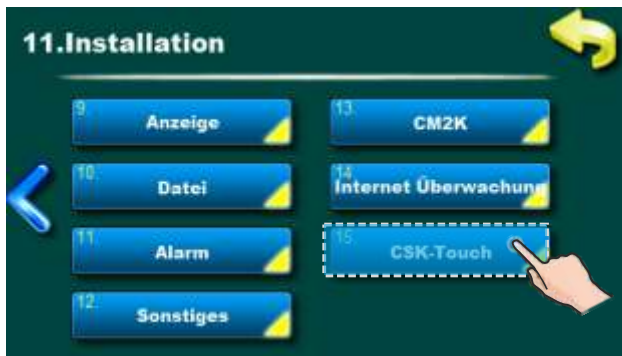 11.Installation
9.
Anzeige
10.
Datei
11.
Alarm
12.
Sonstiges
13.
CM2K
14.
Internet Überwachung
15.
CSK-Touch